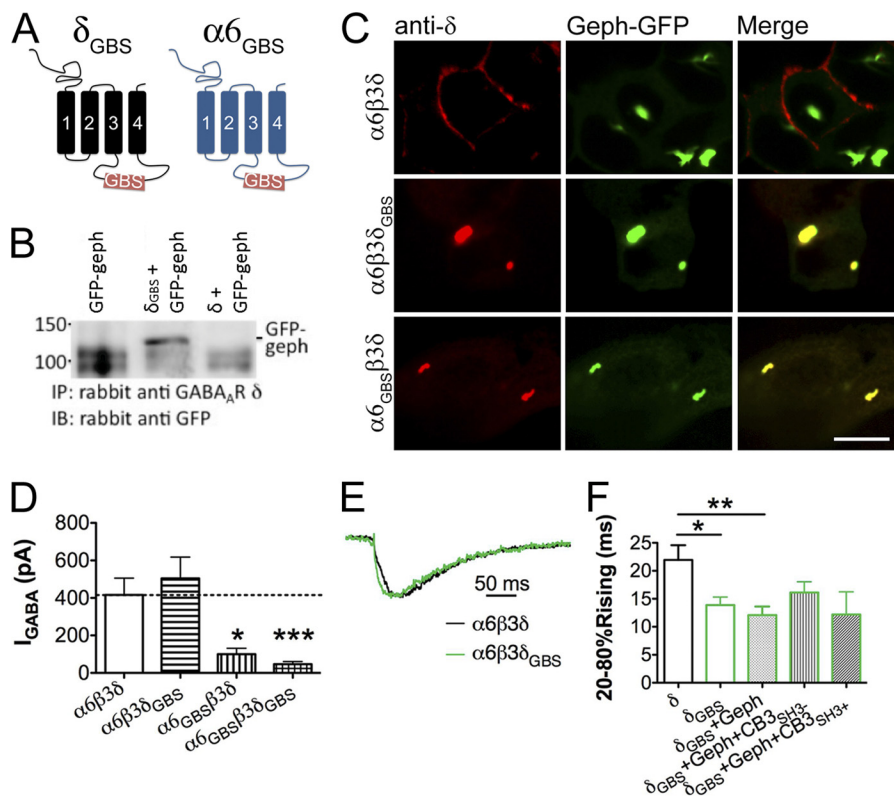 A
δGBS
α6GBS
1 2 3 4
1 2 3 4
GBS
GBS
B
GFP-geph
δGBS + GFP-geph
δ + GFP-geph
150
100
GFP-geph
IP: rabbit anti GABAAR δ
IB: rabbit anti GFP
C
anti-δ
Geph-GFP
Merge
α6β3δ
α6β3δGBS
α6GBSβ3δ
D
IGABA (pA)
800
600
400
200
0
*
***
α6β3δ
α6β3δGBS
α6GBSβ3δ
α6GBSβ3δGBS
E
50 ms
α6β3δ
α6β3δGBS
F
20-80%Rising (ms)
25
20
15
10
5
0
**
*
δ
δGBS
δGBS+Geph
δGBS+Geph+CB3SH3-
δGBS+Geph+CB3SH3+